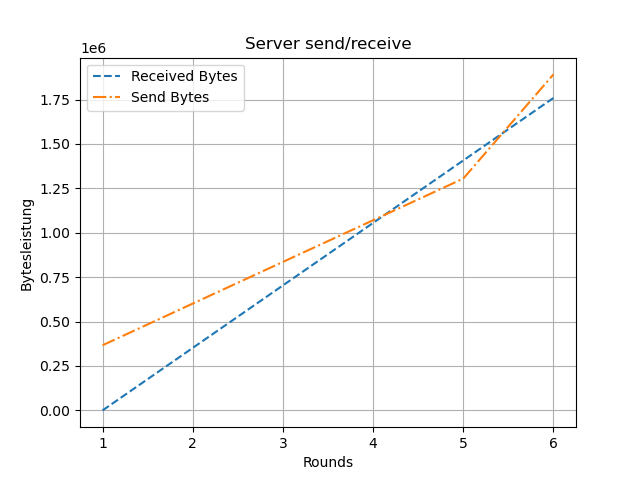 Server send/receive
1e6
Received Bytes
Send Bytes
1.75
1.50
1.25
1.00
0.75
0.50
0.25
0.00
Bytesleistung
1 2 3 4 5 6
Rounds